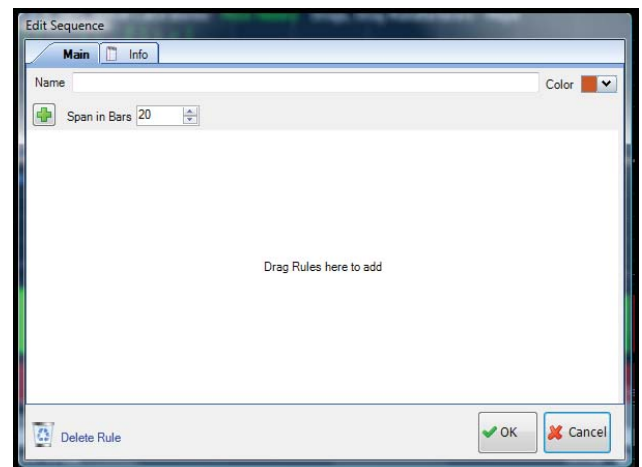 Edit Sequence
Main Info
Name Color
Span in Bars 20
Drag Rules here to add
Delete Rule OK Cancel